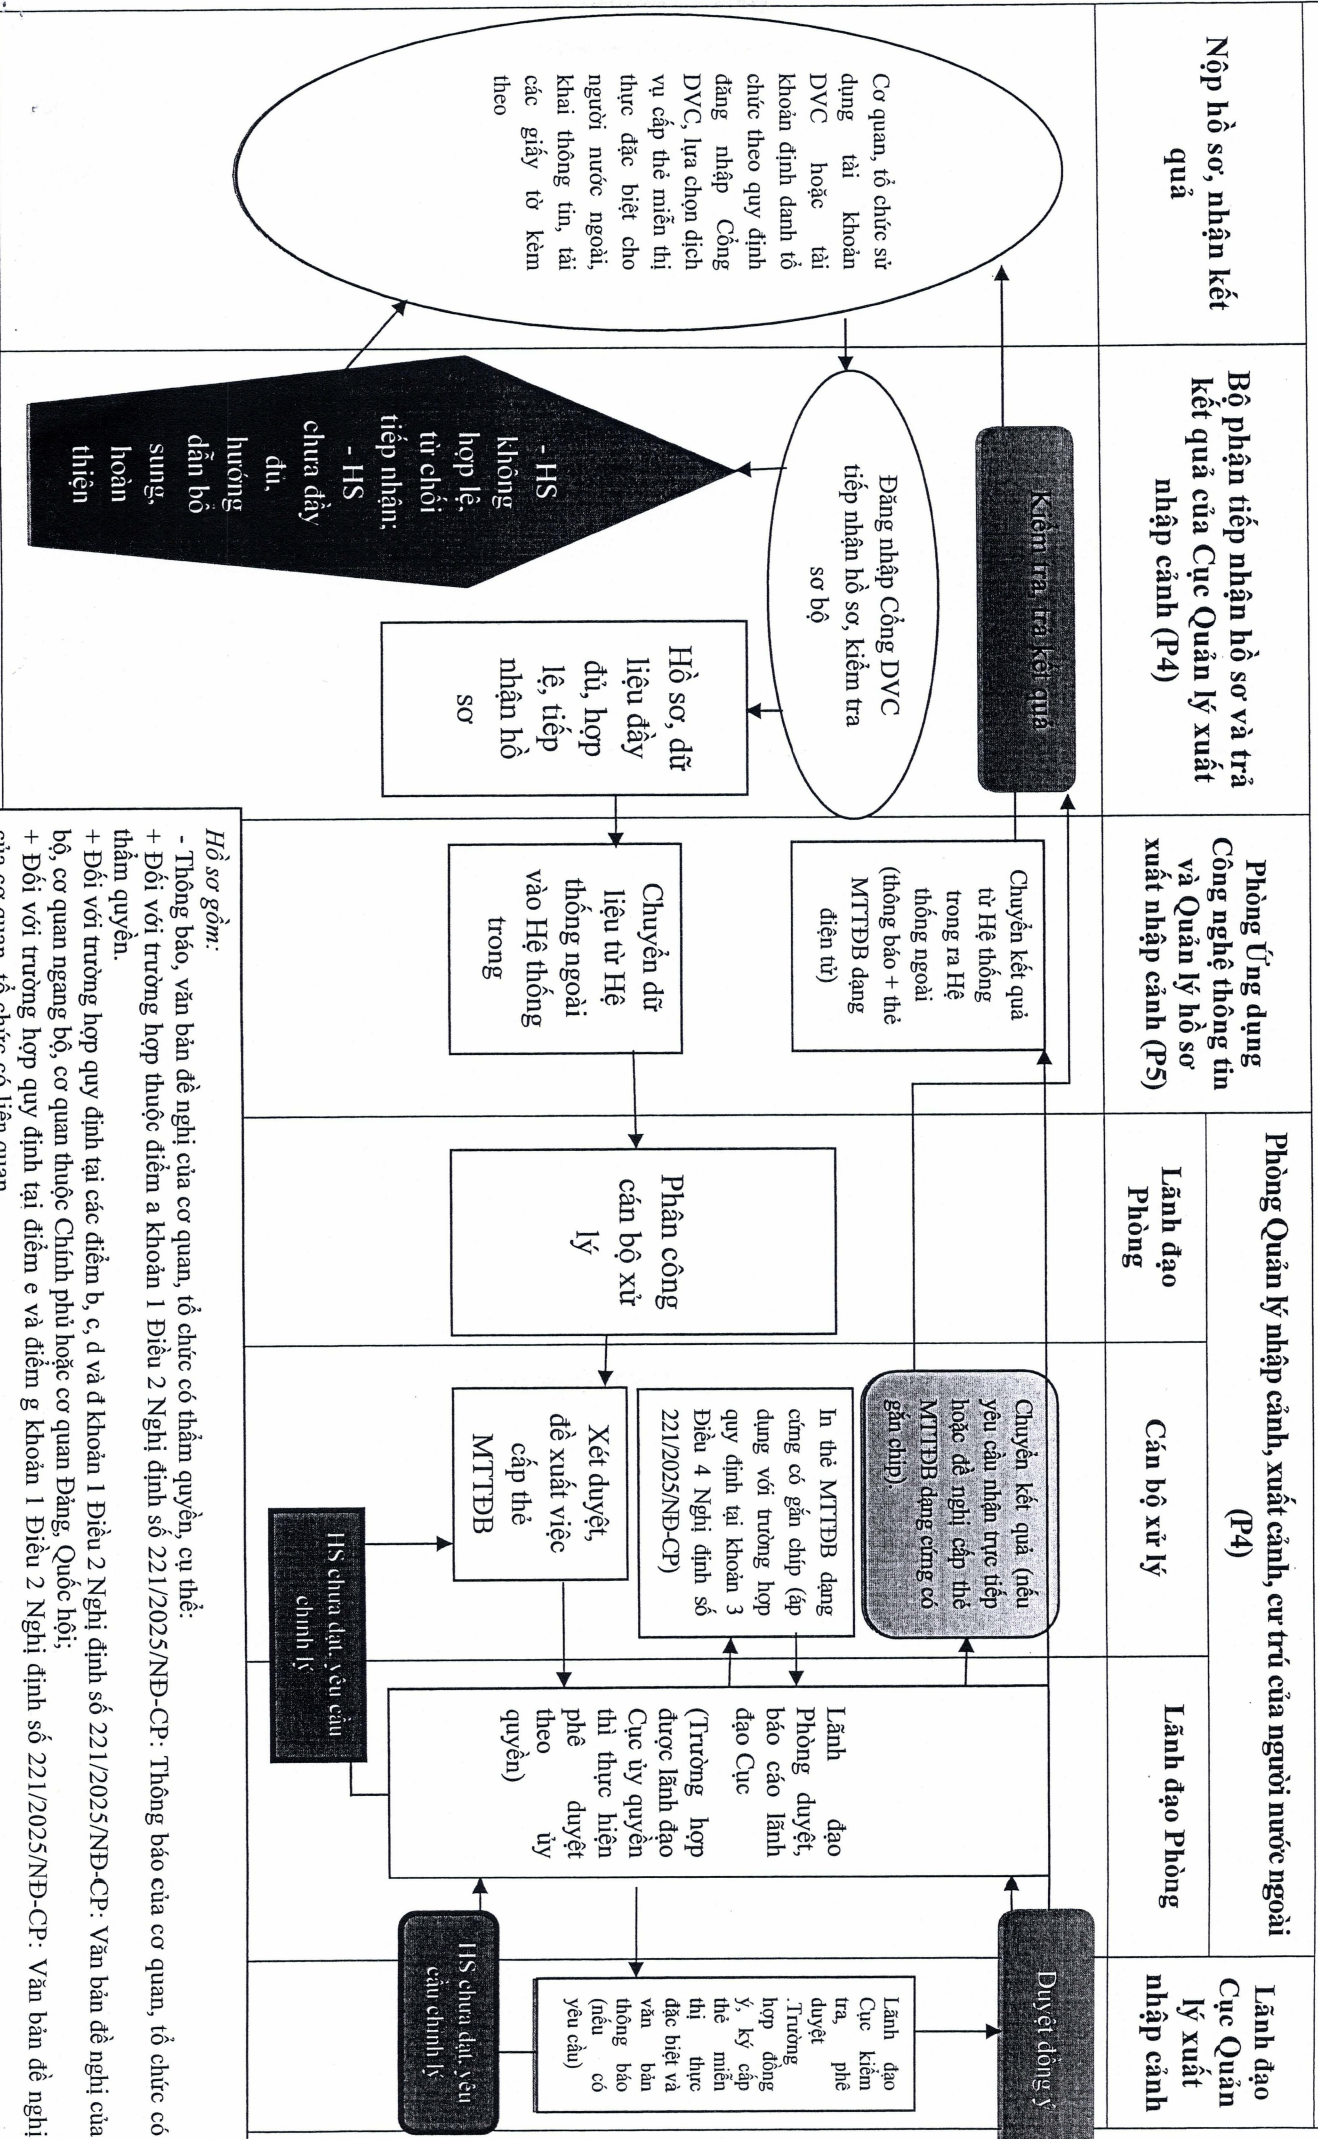 Nộp hồ sơ, nhận kết
quả
Bộ phận tiếp nhận hồ sơ và trả
kết quả của Cục Quản lý xuất
nhập cảnh (P4)
Phòng Ứng dụng
Công nghệ thông tin
và Quản lý hồ sơ
xuất nhập cảnh (P5)
Phòng Quản lý nhập cảnh, xuất cảnh, cư trú của người nước ngoài
(P4)
Lãnh đạo
Phòng
Cán bộ xử lý
Lãnh đạo Phòng
Lãnh đạo
Cục Quản
lý xuất
nhập cảnh
Cơ quan, tổ chức sử
dụng tài khoản
DVC hoặc tài
khoản định danh tổ
chức theo quy định
đăng nhập Cổng
DVC, lựa chọn dịch
vụ cấp thẻ miễn thị
thực đặc biệt cho
người nước ngoài,
khai thông tin, tải
các giấy tờ kèm
theo
Kiểm tra, trả kết quả
Đăng nhập Cổng DVC
tiếp nhận hồ sơ, kiểm tra
sơ bộ
- HS
không
hợp lệ,
từ chối
tiếp nhận;
- HS
chưa đầy
đủ,
hướng
dẫn bổ
sung,
hoàn
thiện
Hồ sơ, dữ
liệu đầy
đủ, hợp
lệ, tiếp
nhận hồ
sơ
Chuyển kết quả
từ Hệ thống
trong ra Hệ
thống ngoài
(thông báo + thẻ
MTTĐB dạng
điện tử)
Chuyển dữ
liệu từ Hệ
thống ngoài
vào Hệ thống
trong
Phân công
cán bộ xử
lý
Chuyển kết quả (nếu
yêu cầu nhận trực tiếp
hoặc đề nghị cấp thẻ
MTTĐB dạng cứng có
gắn chip).
In thẻ MTTĐB dạng
cứng có gắn chíp (áp
dụng với trường hợp
quy định tại khoản 3
Điều 4 Nghị định số
221/2025/NĐ-CP)
Xét duyệt,
đề xuất việc
cấp thẻ
MTTĐB
HS chưa đạt, yêu cầu
chỉnh lý
Lãnh đạo
Phòng duyệt,
báo cáo lãnh
đạo Cục
(Trường hợp
được lãnh đạo
Cục ủy quyền
thì thực hiện
phê duyệt
theo ủy
quyền)
Duyệt đồng ý
Lãnh đạo
Cục kiểm
tra, phê
duyệt
.Trường
hợp đồng
ý, ký cấp
thẻ miễn
thị thực
đặc biệt và
văn bản
thông báo
(nếu có
yêu cầu)
HS chưa đạt, yêu
cầu chỉnh lý
Hồ sơ gồm:
- Thông báo, văn bản đề nghị của cơ quan, tổ chức có thẩm quyền, cụ thể:
+ Đối với trường hợp thuộc điểm a khoản 1 Điều 2 Nghị định số 221/2025/NĐ-CP: Thông báo của cơ quan, tổ chức có
thẩm quyền.
+ Đối với trường hợp quy định tại các điểm b, c, d và đ khoản 1 Điều 2 Nghị định số 221/2025/NĐ-CP: Văn bản đề nghị của
bộ, cơ quan ngang bộ, cơ quan thuộc Chính phủ hoặc cơ quan Đảng, Quốc hội;
+ Đối với trường hợp quy định tại điểm e và điểm g khoản 1 Điều 2 Nghị định số 221/2025/NĐ-CP: Văn bản đề nghị
của cơ quan, tổ chức có liên quan